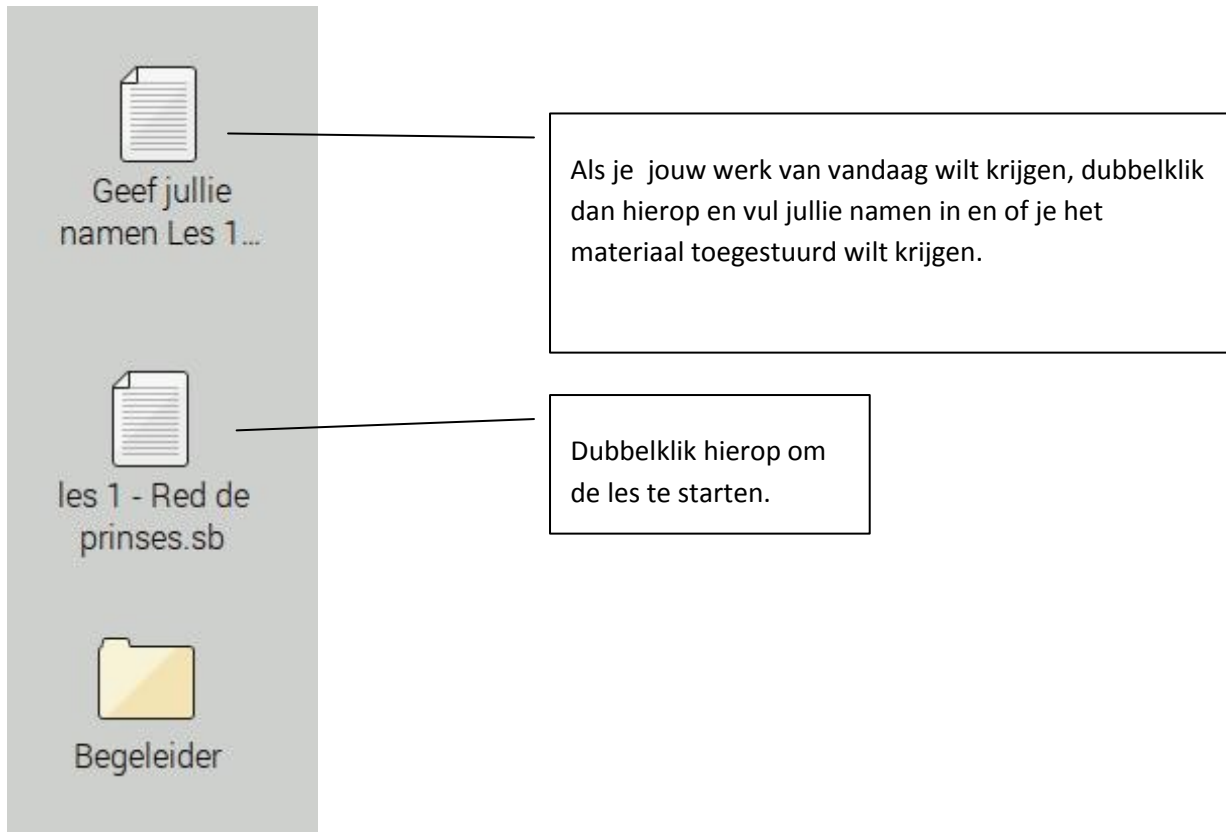 Geef jullie
namen Les 1...
Als je jouw werk van vandaag wilt krijgen, dubbelklik
dan hierop en vul jullie namen in en of je het
materiaal toegestuurd wilt krijgen.
les 1 - Red de
prinses.sb
Dubbelklik hierop om
de les te starten.
Begeleider